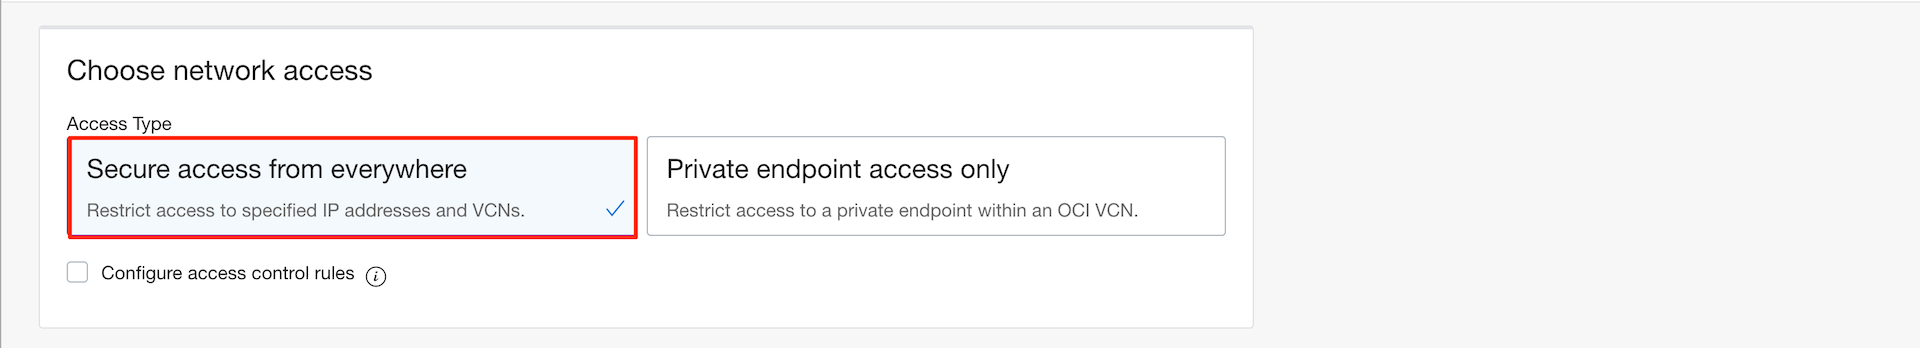 Choose network access
Access Type
Secure access from everywhere
Restrict access to specified IP addresses and VCNs.
Private endpoint access only
Restrict access to a private endpoint within an OCI VCN.
Configure access control rules i